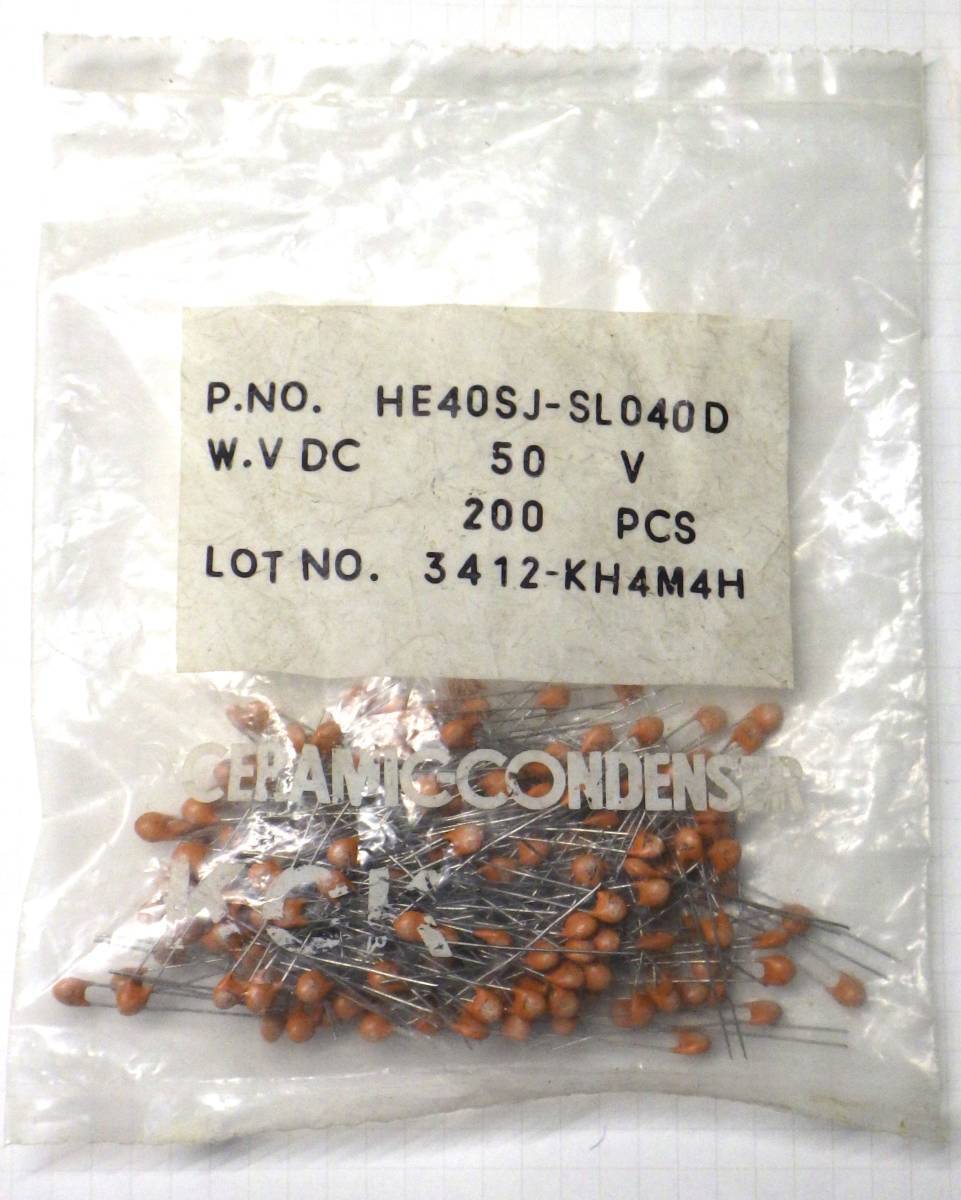 P.NO. HE40SJ-SL040D
W.V DC 50 V
200 PCS
LOT NO. 3412-KH4M4H
CERAMIC-CONDENSER